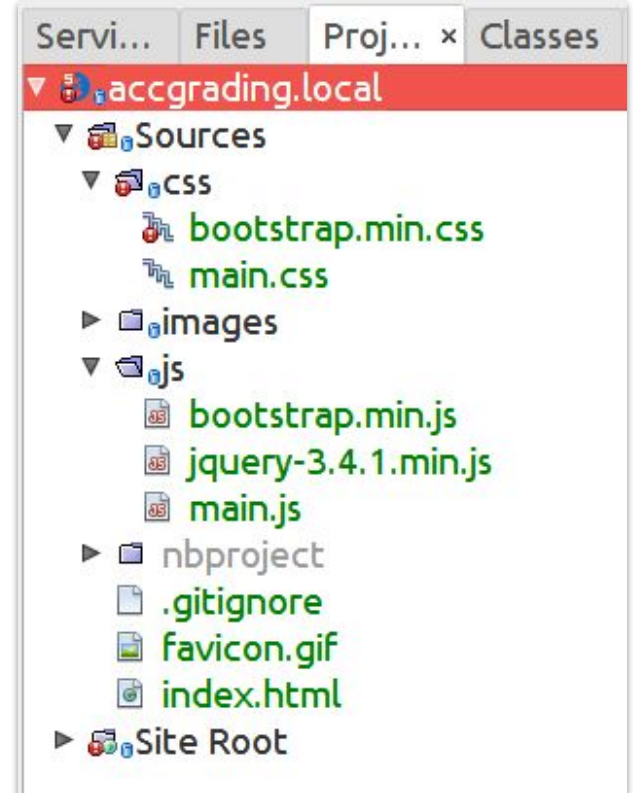 Servi... Files Proj... × Classes
accgrading.local
Sources
css
bootstrap.min.css
main.css
images
js
bootstrap.min.js
jquery-3.4.1.min.js
main.js
nbproject
.gitignore
favicon.gif
index.html
Site Root